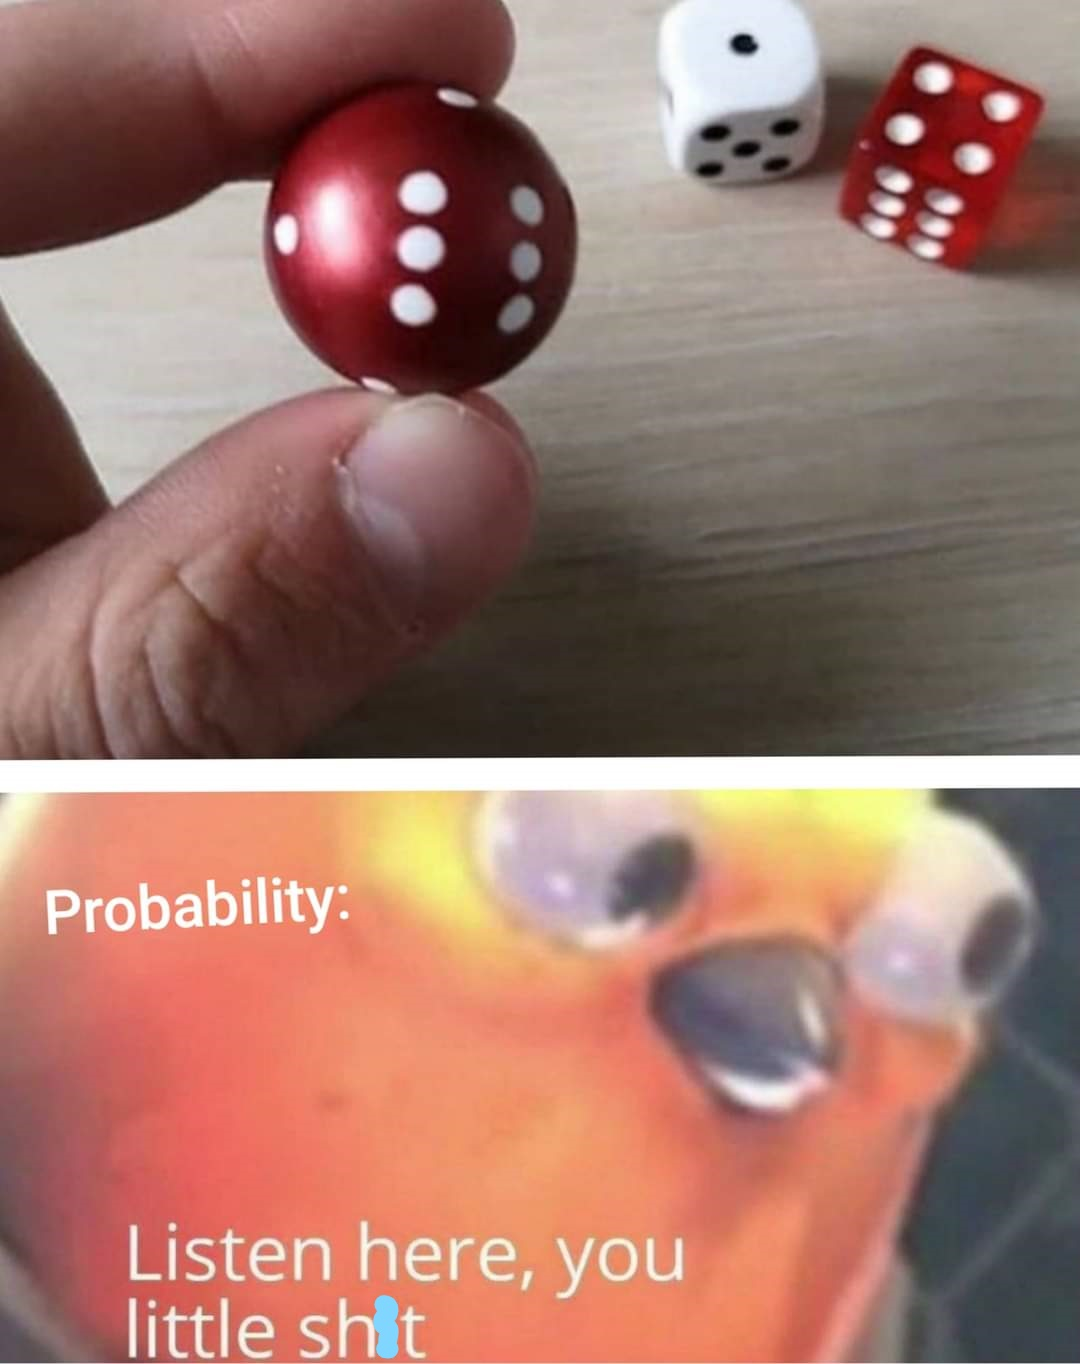 Probability:
Listen here, you
little sh t